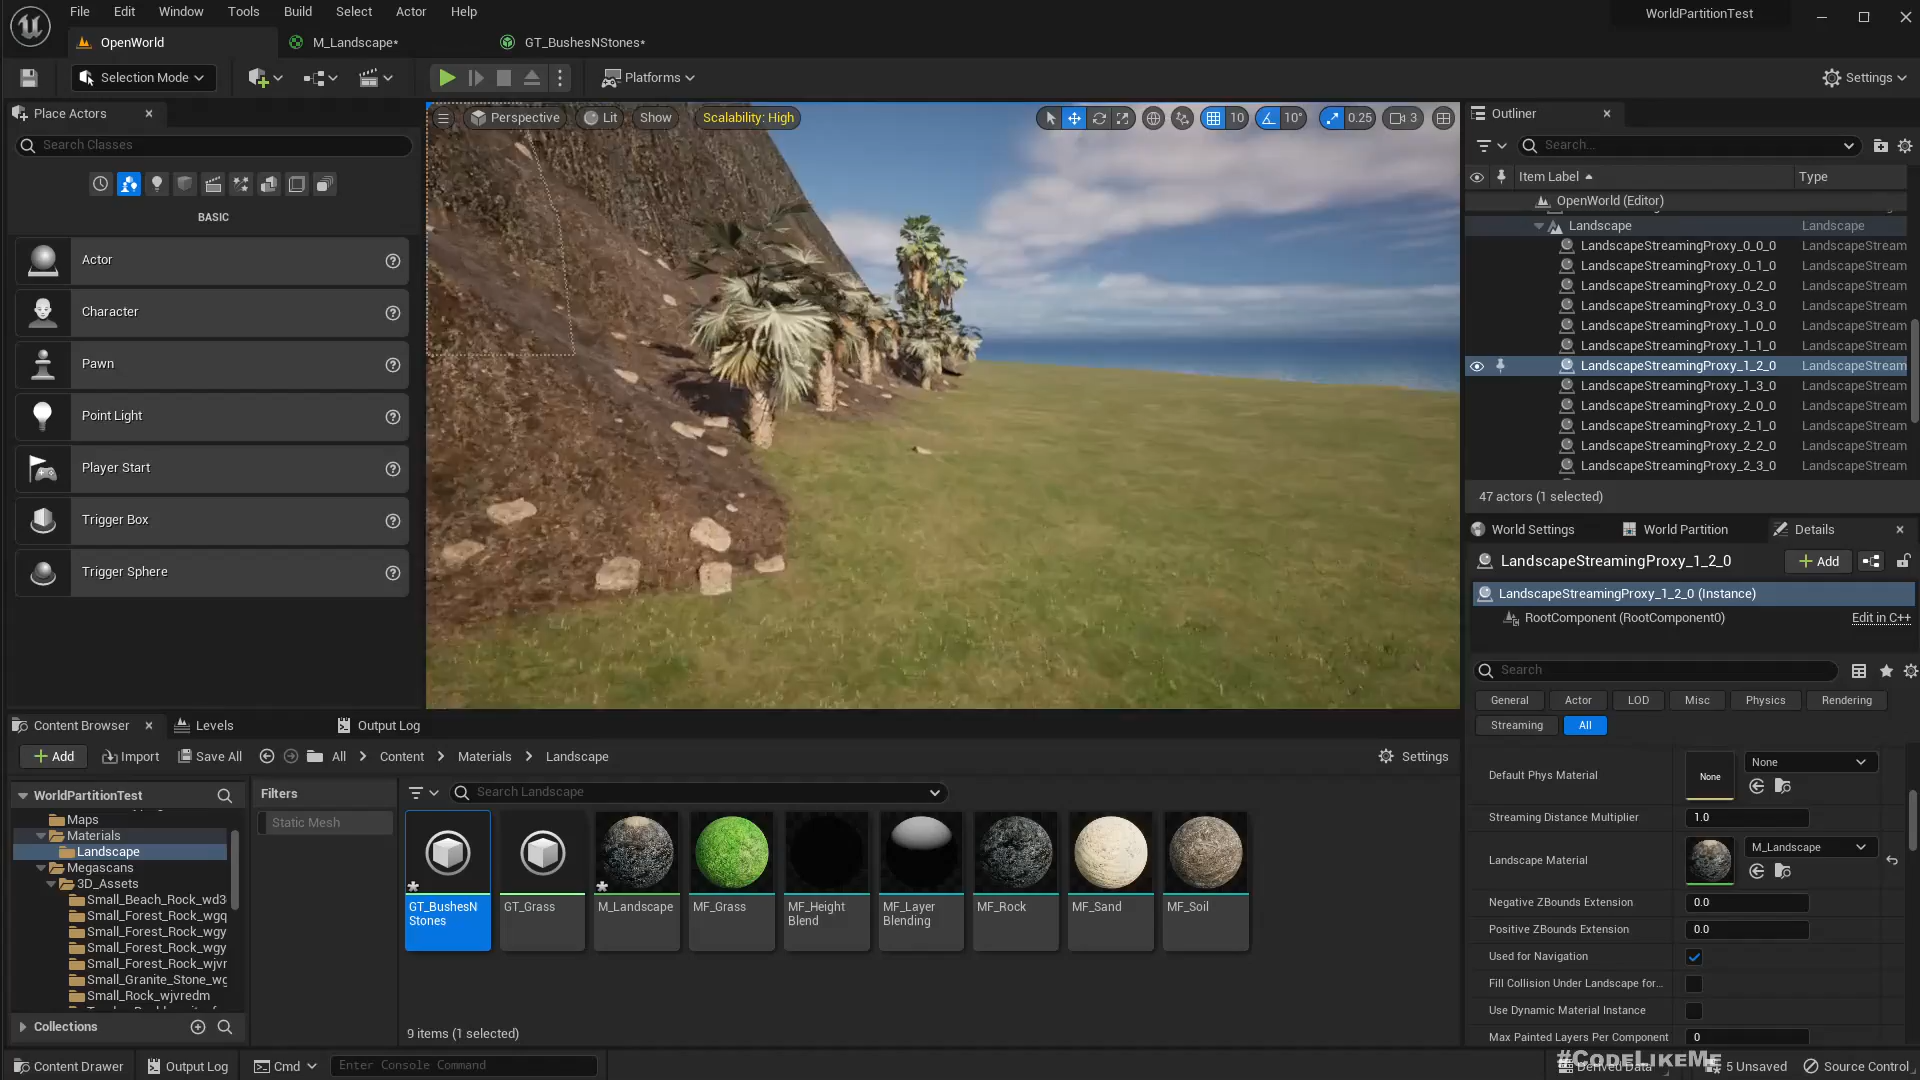 File Edit Window Tools Build Select Actor Help
WorldPartitionTest
OpenWorld
M_Landscape*
GT_BushesNStones*
Selection Mode
Platforms
Settings
Place Actors
Search Classes
BASIC
Actor
Character
Pawn
Point Light
Player Start
Trigger Box
Trigger Sphere
Perspective
Lit
Show
Scalability: High
10
10°
0.25
3
Outliner
Search...
Item Label
Type
OpenWorld (Editor)
Landscape Landscape
LandscapeStreamingProxy_0_0_0 LandscapeStream
LandscapeStreamingProxy_0_1_0 LandscapeStream
LandscapeStreamingProxy_0_2_0 LandscapeStream
LandscapeStreamingProxy_0_3_0 LandscapeStream
LandscapeStreamingProxy_1_0_0 LandscapeStream
LandscapeStreamingProxy_1_1_0 LandscapeStream
LandscapeStreamingProxy_1_2_0 LandscapeStream
LandscapeStreamingProxy_1_3_0 LandscapeStream
LandscapeStreamingProxy_2_0_0 LandscapeStream
LandscapeStreamingProxy_2_1_0 LandscapeStream
LandscapeStreamingProxy_2_2_0 LandscapeStream
LandscapeStreamingProxy_2_3_0 LandscapeStream
47 actors (1 selected)
World Settings
World Partition
Details
LandscapeStreamingProxy_1_2_0
Add
LandscapeStreamingProxy_1_2_0 (Instance)
RootComponent (RootComponent0)
Edit in C++
Search
General Actor LOD Misc Physics Rendering
Streaming All
Default Phys Material
None
None
Streaming Distance Multiplier 1.0
Landscape Material
M_Landscape
Negative ZBounds Extension 0.0
Positive ZBounds Extension 0.0
Used for Navigation
Fill Collision Under Landscape for...
Use Dynamic Material Instance
Max Painted Layers Per Component 0
Content Browser
Levels
Output Log
Add
Import
Save All
All
Content
Materials
Landscape
Settings
WorldPartitionTest
Maps
Materials
Landscape
Megascans
3D_Assets
Small_Beach_Rock_wd3
Small_Forest_Rock_wgq
Small_Forest_Rock_wgy
Small_Forest_Rock_wgy
Small_Forest_Rock_wjvr
Small_Granite_Stone_wg
Small_Rock_wjvredm
Collections
Filters
Static Mesh
Search Landscape
GT_BushesN
Stones
GT_Grass
M_Landscape
MF_Grass
MF_Height
Blend
MF_Layer
Blending
MF_Rock
MF_Sand
MF_Soil
9 items (1 selected)
Content Drawer
Output Log
Cmd
Enter Console Command
#CodeLikeMe
Derived Data
5 Unsaved
Source Control